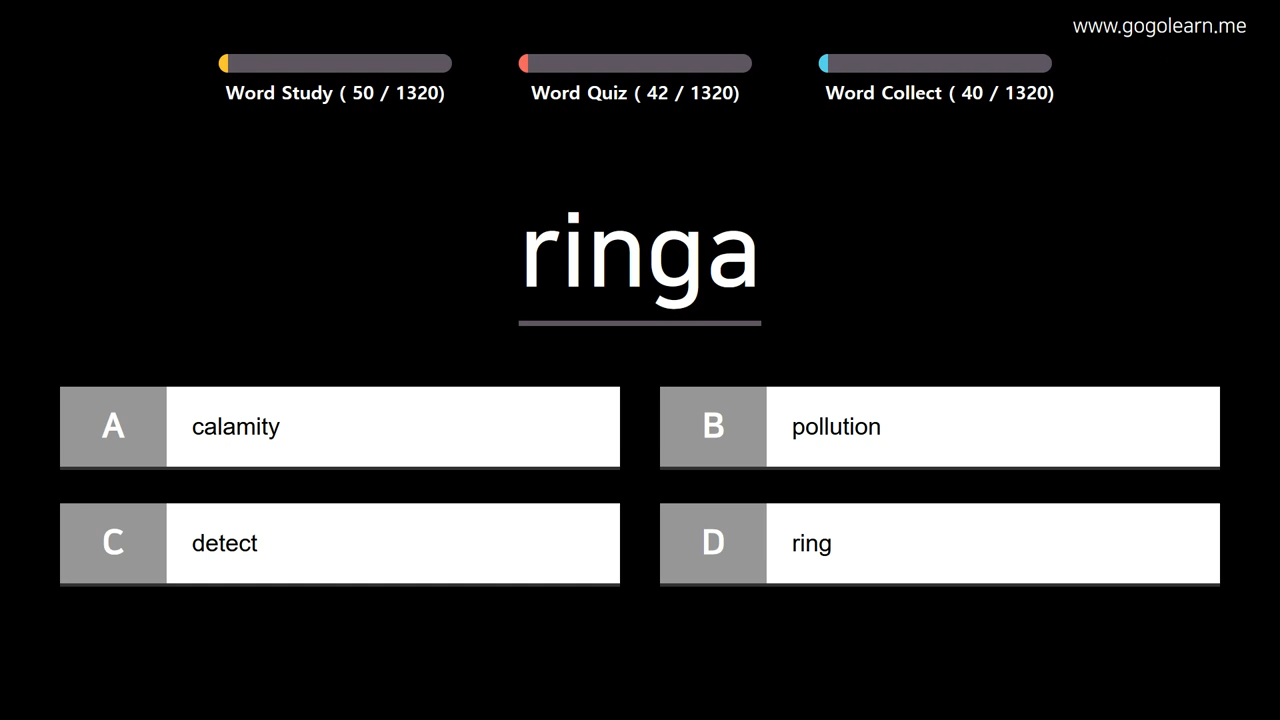 www.gogolearn.me
Word Study ( 50 / 1320)
Word Quiz ( 42 / 1320)
Word Collect ( 40 / 1320)
ringa
A calamity
B pollution
C detect
D ring